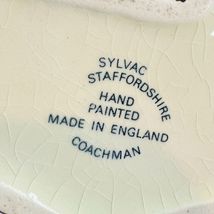 SYLVAC
STAFFORDSHIRE
HAND
PAINTED
MADE IN ENGLAND
COACHMAN